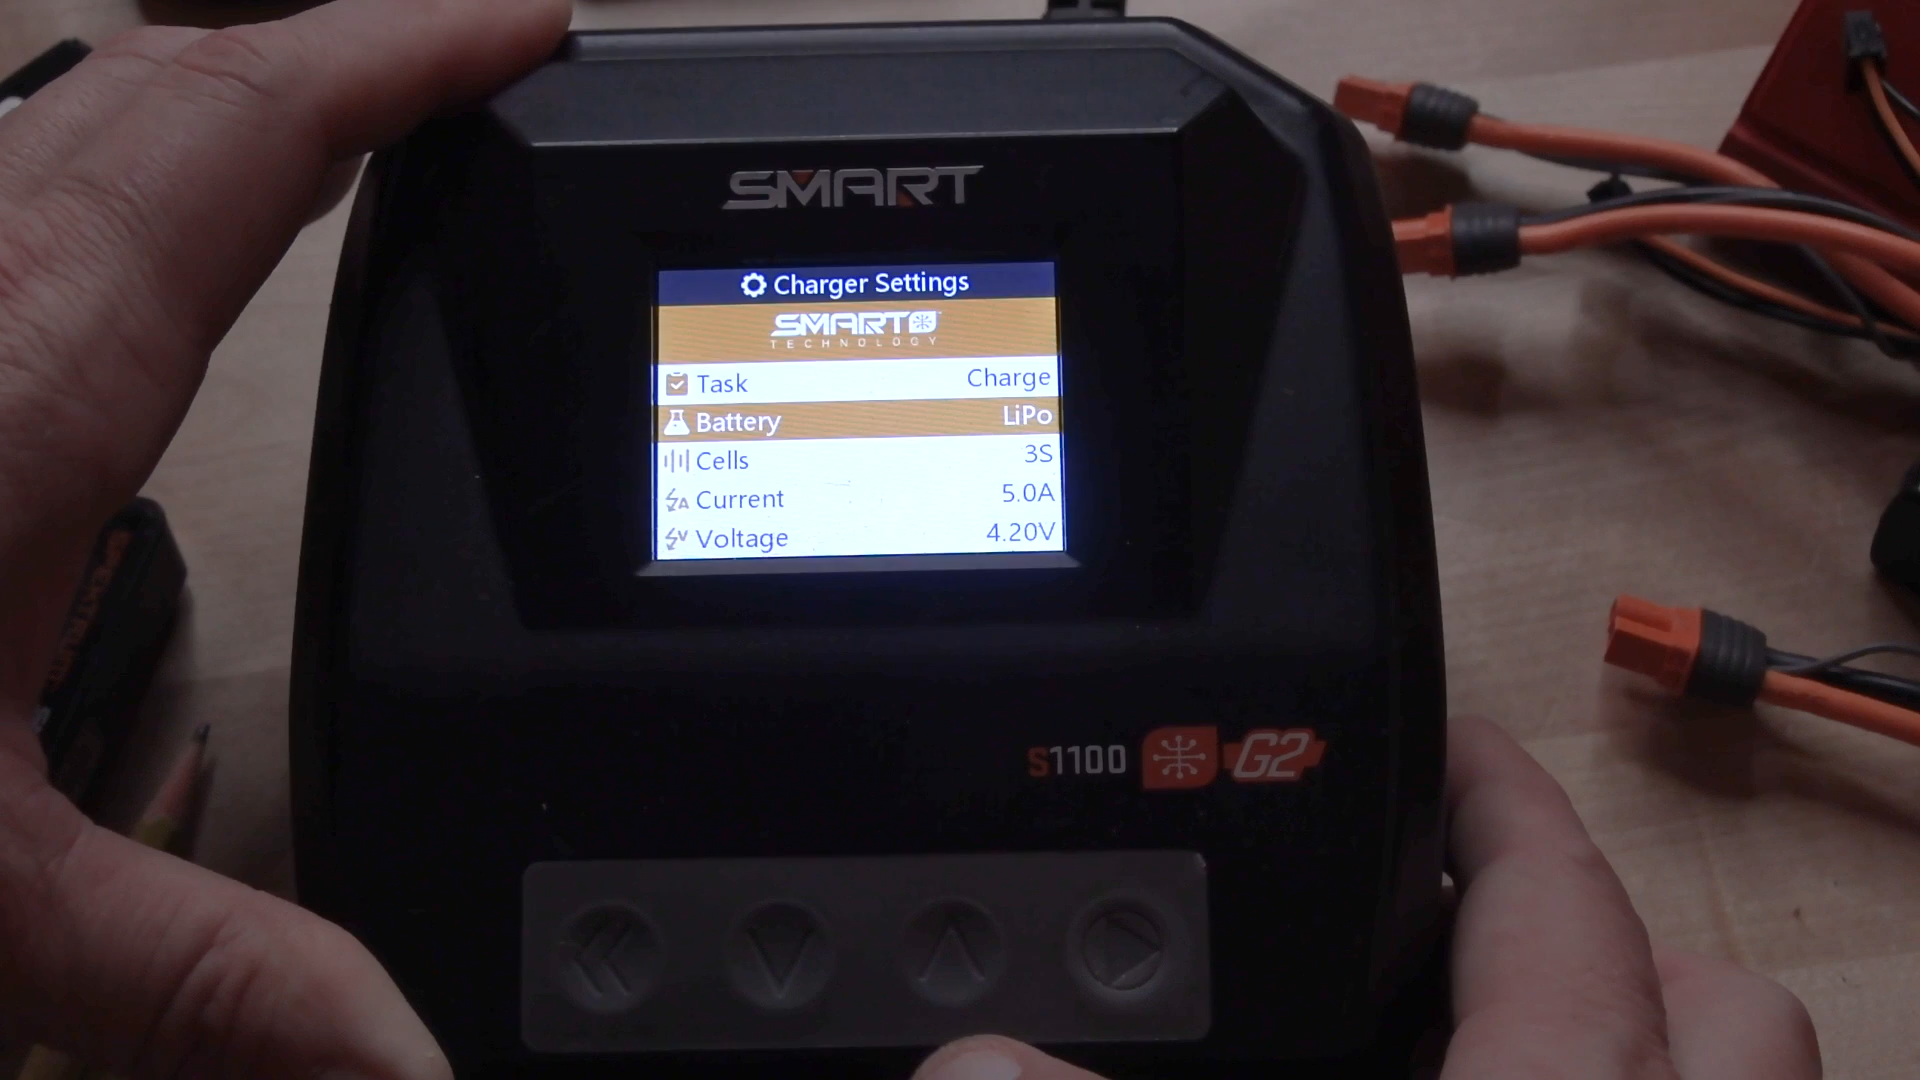 SMART
Charger Settings
SMART
TECHNOLOGY
Task Charge
Battery LiPo
Cells 3S
Current 5.0A
Voltage 4.20V
S1100 G2